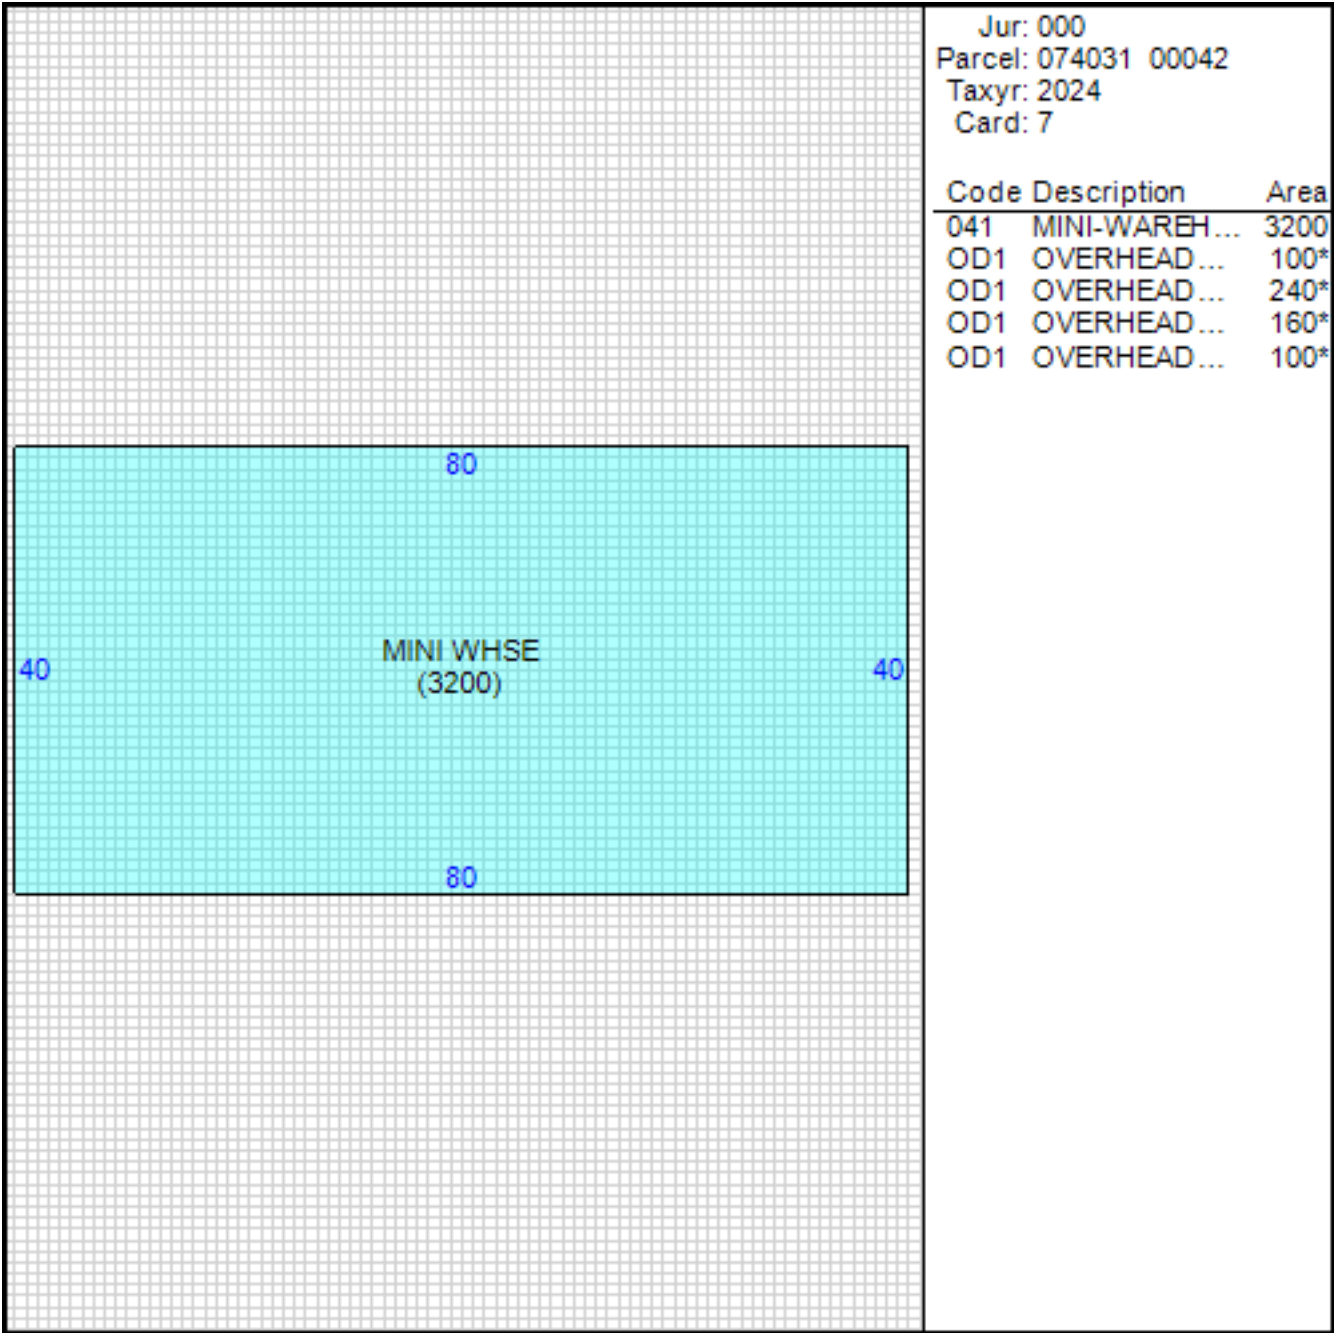 Jur: 000
Parcel: 074031 00042
Taxyr: 2024
Card: 7
Code Description Area
041 MINI-WAREH... 3200
OD1 OVERHEAD... 100*
OD1 OVERHEAD... 240*
OD1 OVERHEAD... 160*
OD1 OVERHEAD... 100*
80
MINI WHSE
40 40
(3200)
80